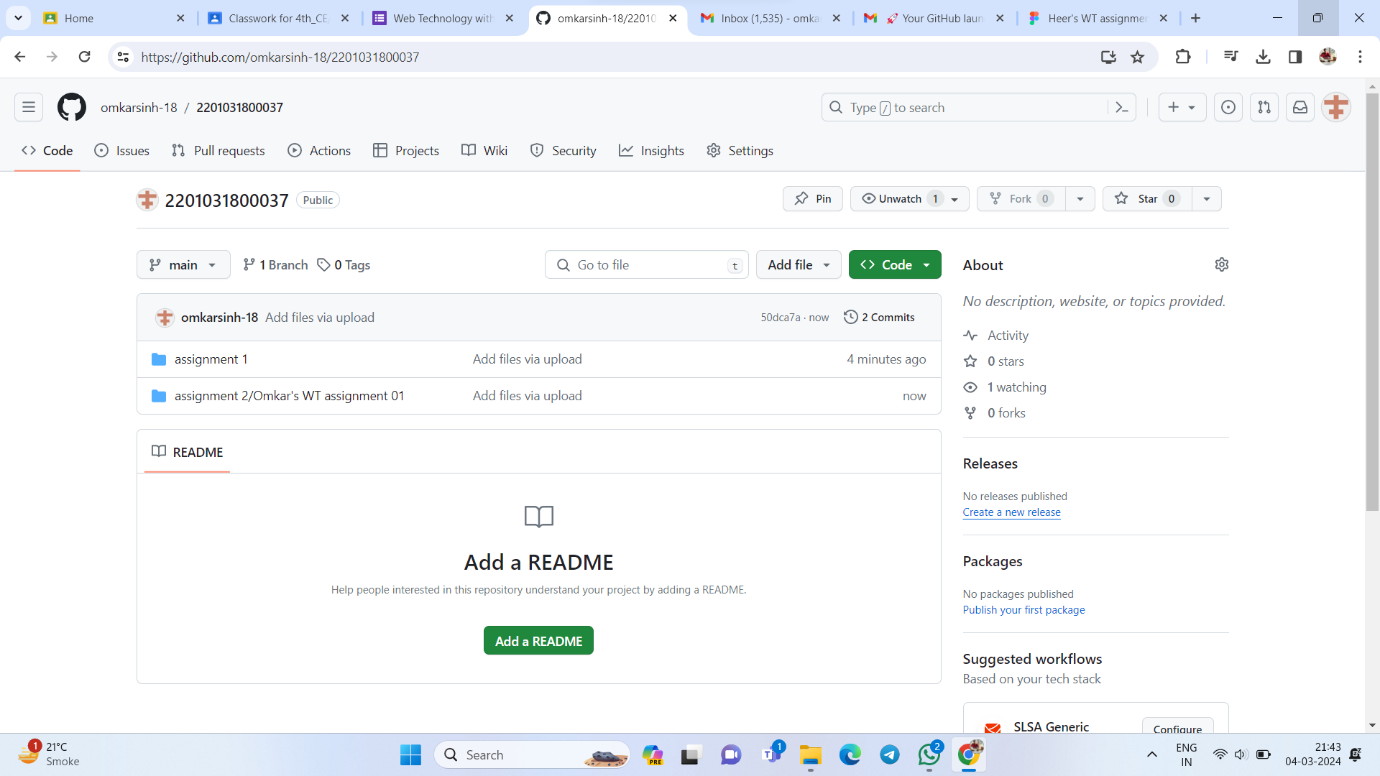 Home
Classwork for 4th_CE,
Web Technology with
omkarsinh-18/22010
Inbox (1,535) - omka
🚀 Your GitHub laun
Heer's WT assignmen
https://github.com/omkarsinh-18/2201031800037
omkarsinh-18 / 2201031800037
Type / to search
Code
Issues
Pull requests
Actions
Projects
Wiki
Security
Insights
Settings
2201031800037 Public
Pin
Unwatch 1
Fork 0
Star 0
main
1 Branch
0 Tags
Go to file t
Add file
Code
omkarsinh-18 Add files via upload 50dca7a · now 2 Commits
assignment 1 Add files via upload 4 minutes ago
assignment 2/Omkar's WT assignment 01 Add files via upload now
README
Add a README
Help people interested in this repository understand your project by adding a README.
Add a README
About
No description, website, or topics provided.
Activity
0 stars
1 watching
0 forks
Releases
No releases published
Create a new release
Packages
No packages published
Publish your first package
Suggested workflows
Based on your tech stack
SLSA Generic
Configure
1
21°C
Smoke
Search
PRE
1
2
ENG
IN
21:43
04-03-2024